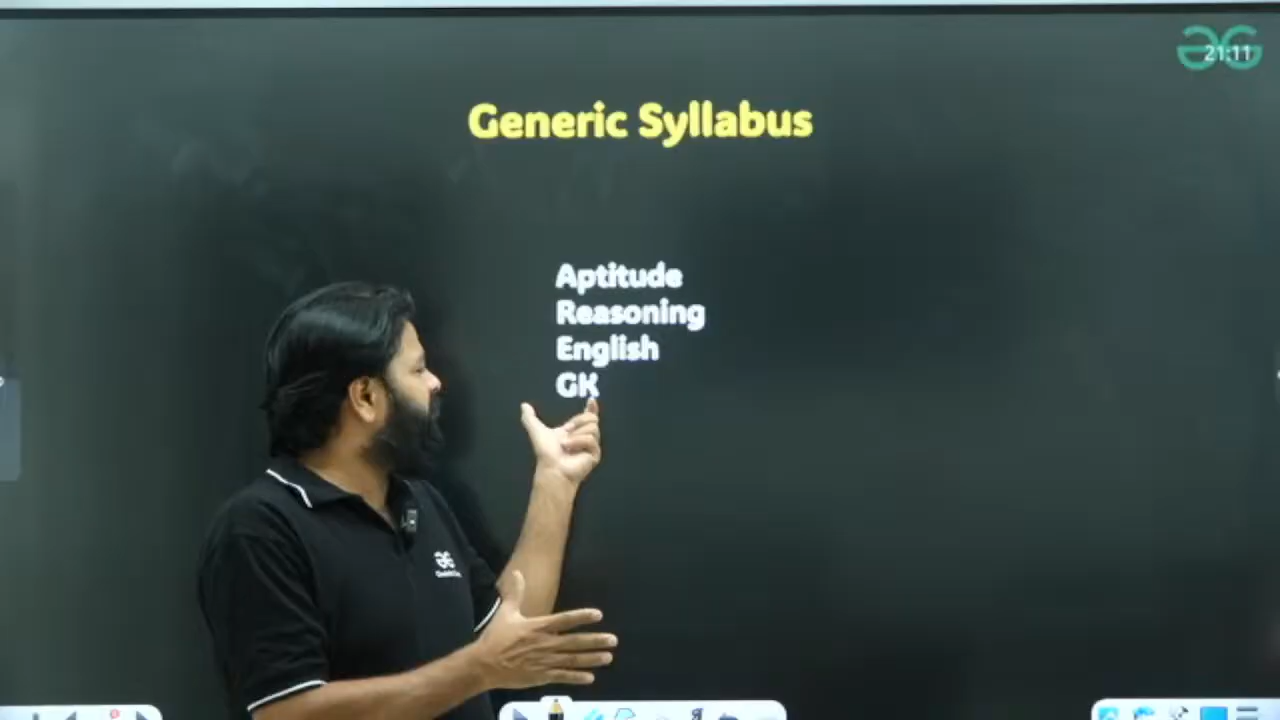 21:11
Generic Syllabus
Aptitude
Reasoning
English
GK